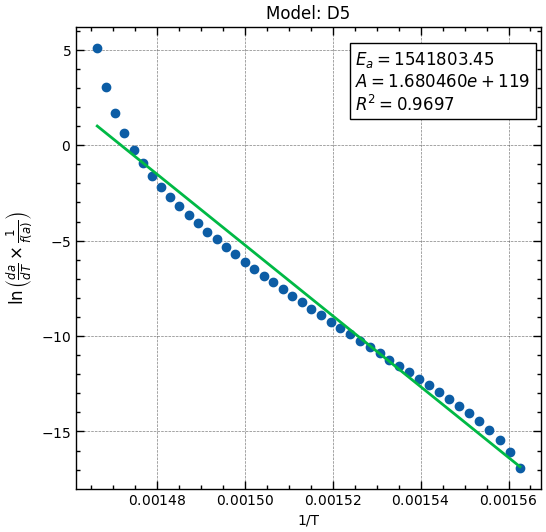 Model: D5
E_a = 1541803.45
A = 1.680460e + 119
R^2 = 0.9697
5
0
−5
−10
−15
ln (da/dT × 1/f(a))
0.00148 0.00150 0.00152 0.00154 0.00156
1/T